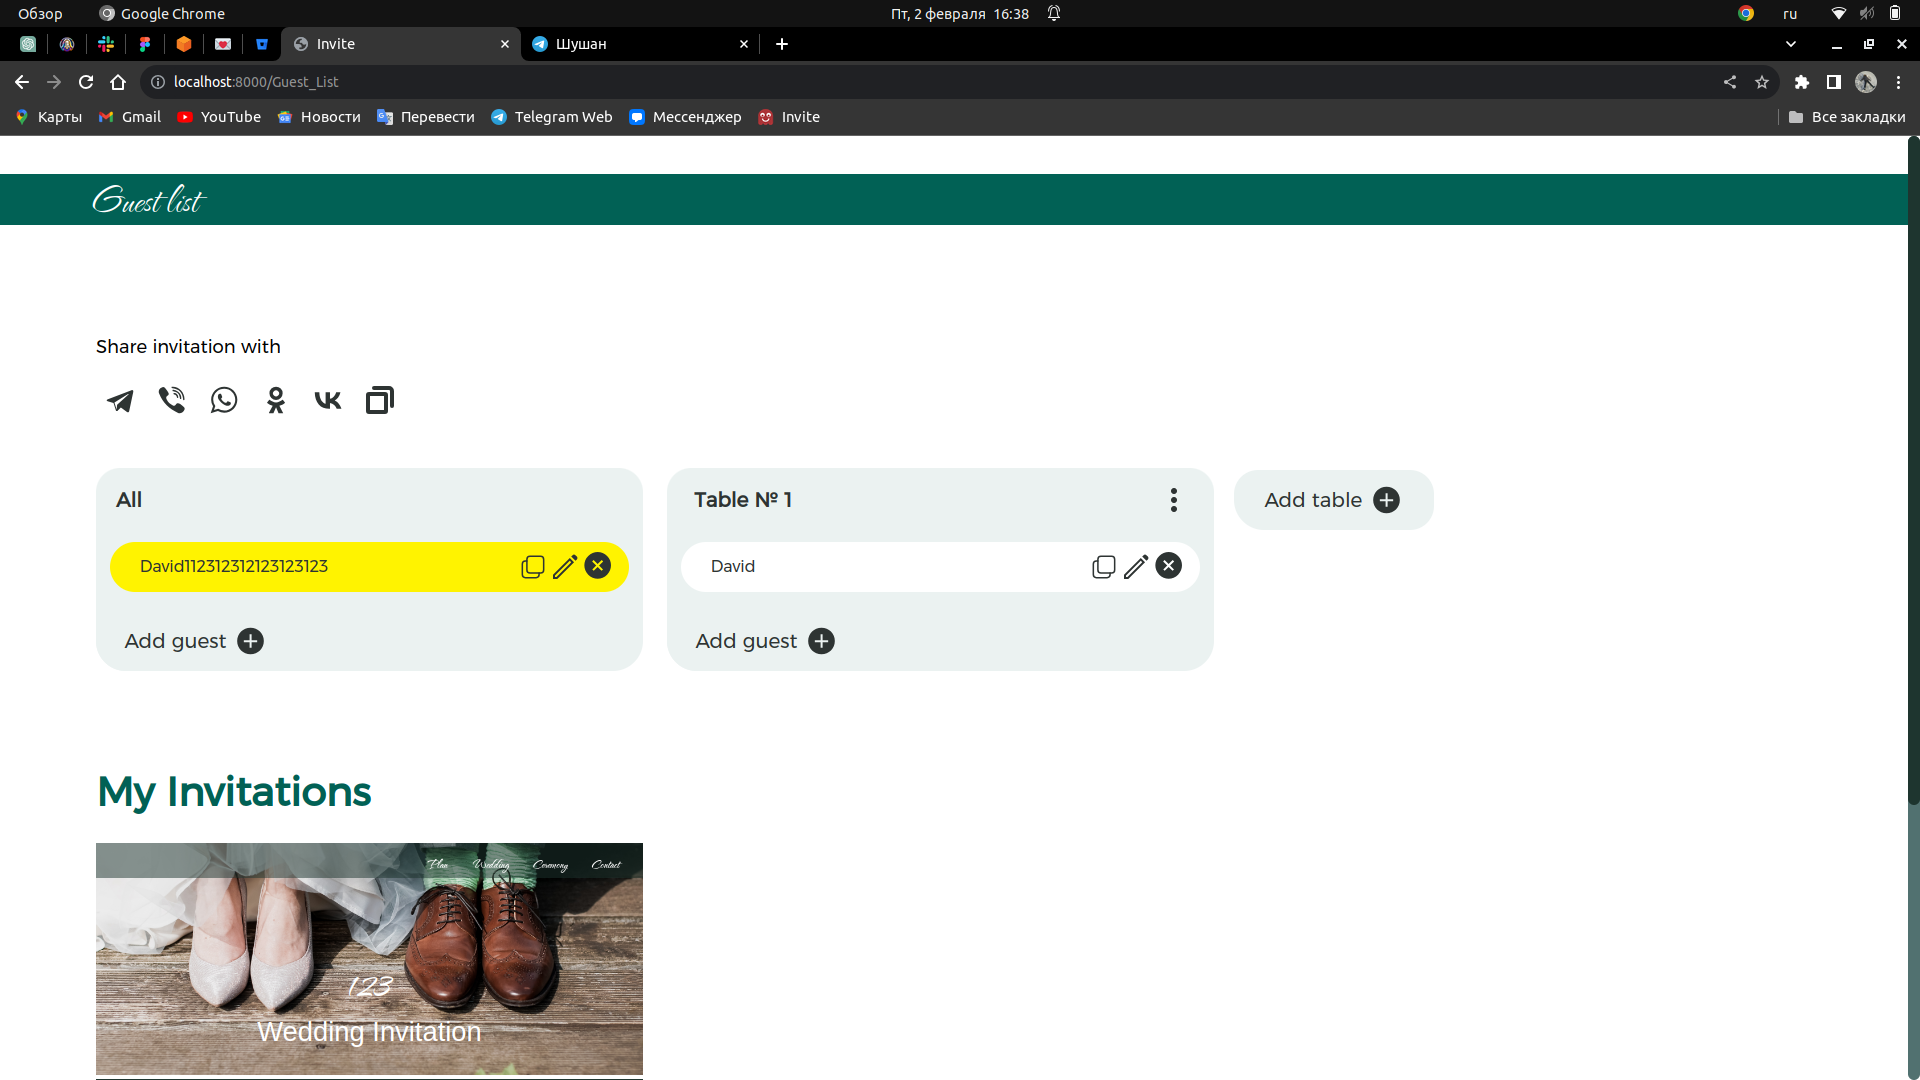 Обзор
Google Chrome
Пт, 2 февраля 16:38
ru
Invite
Шушан
localhost:8000/Guest_List
Карты
Gmail
YouTube
Новости
Перевести
Telegram Web
Мессенджер
Invite
Все закладки
Guest list
Share invitation with
All
Table № 1
Add table
David112312312123123123
David
Add guest
Add guest
My Invitations
Plan Wedding Ceremony Contact
123
Wedding Invitation